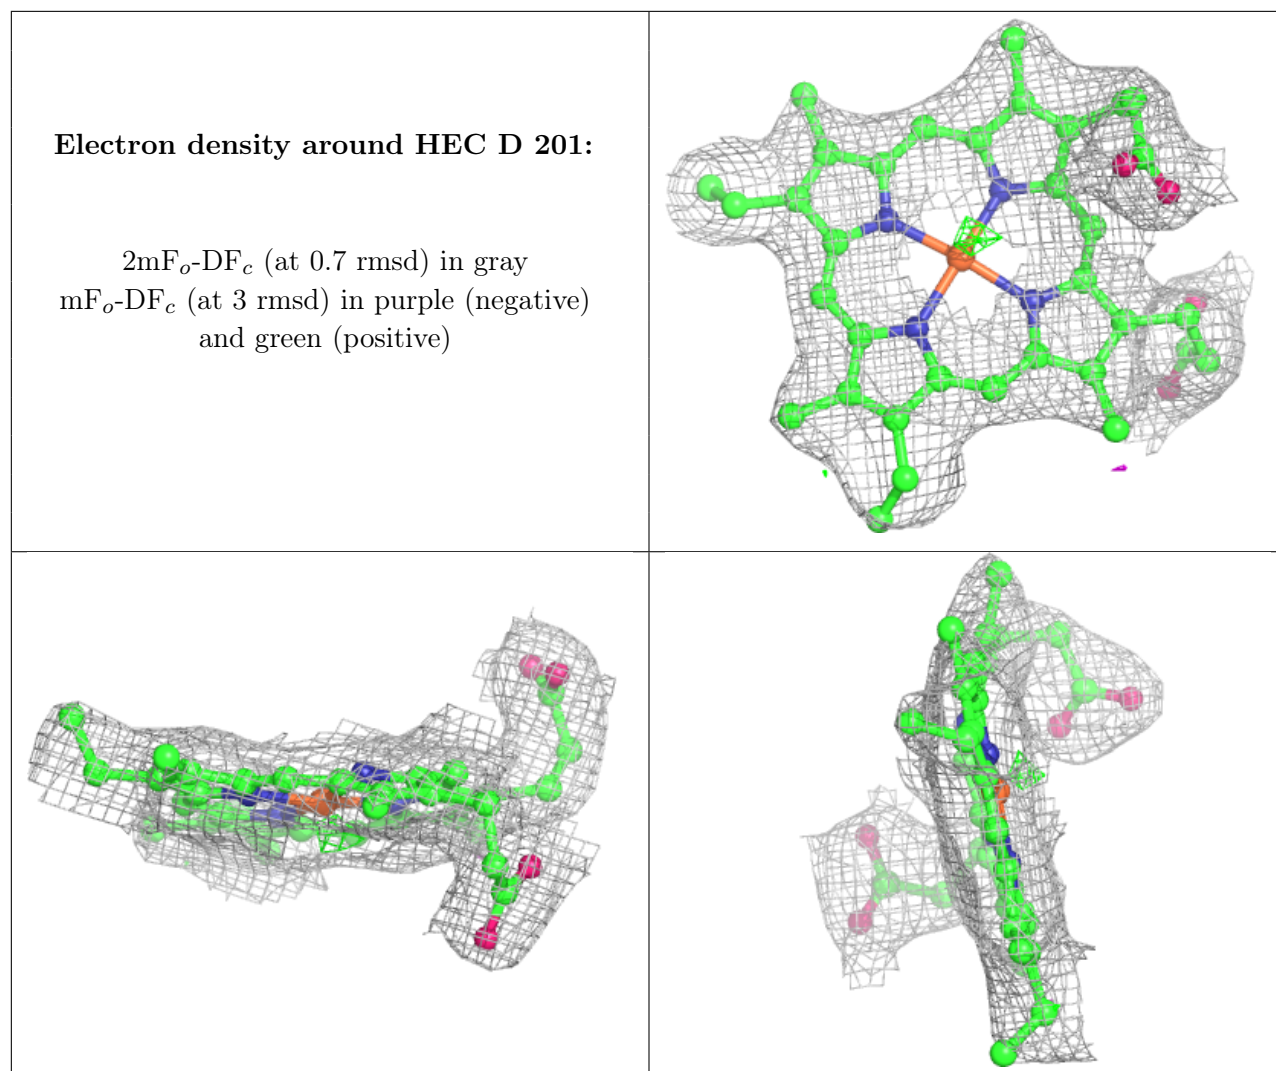 Electron density around HEC D 201:
2mFₒ-DF𝒸 (at 0.7 rmsd) in gray
mFₒ-DF𝒸 (at 3 rmsd) in purple (negative)
and green (positive)